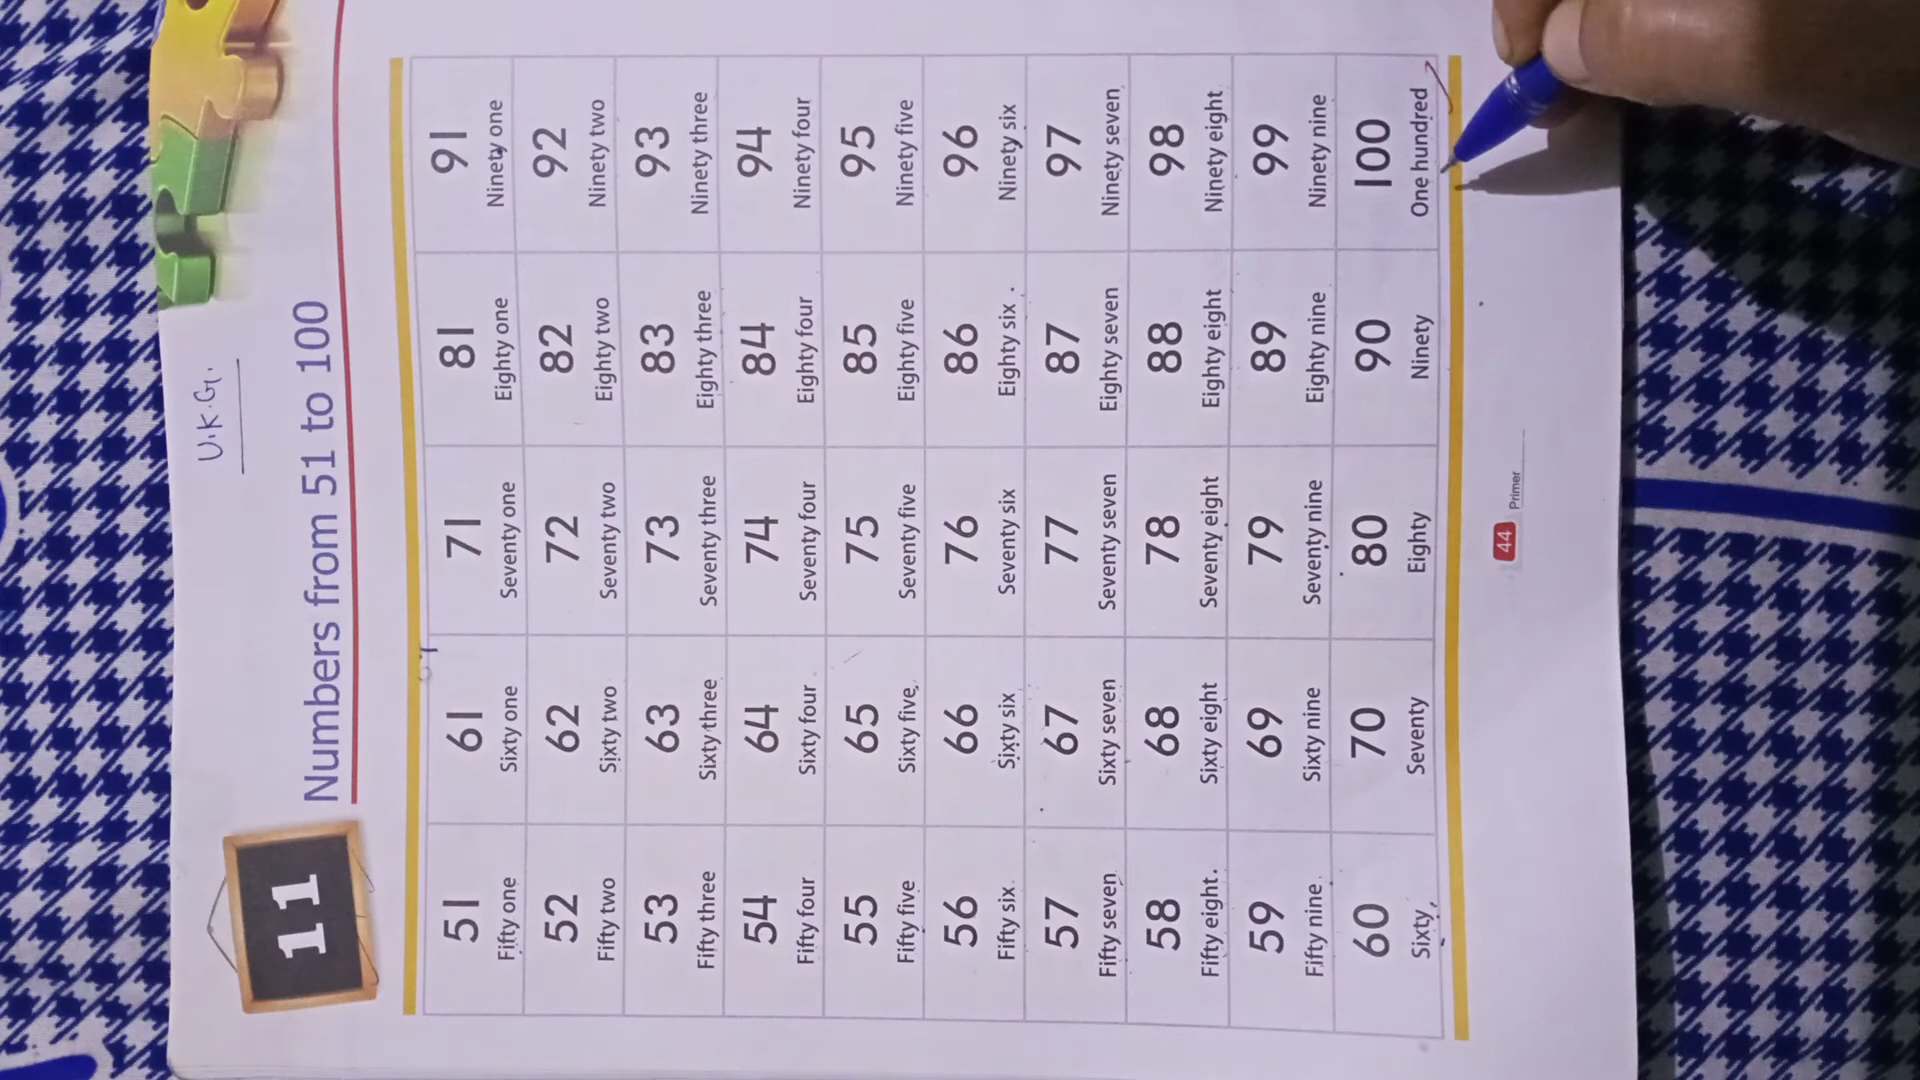 U.K.G.
11
Numbers from 51 to 100
51 61 71 81 91
Fifty one Sixty one Seventy one Eighty one Ninety one
52 62 72 82 92
Fifty two Sixty two Seventy two Eighty two Ninety two
53 63 73 83 93
Fifty three Sixty three Seventy three Eighty three Ninety three
54 64 74 84 94
Fifty four Sixty four Seventy four Eighty four Ninety four
55 65 75 85 95
Fifty five Sixty five Seventy five Eighty five Ninety five
56 66 76 86 96
Fifty six Sixty six Seventy six Eighty six Ninety six
57 67 77 87 97
Fifty seven Sixty seven Seventy seven Eighty seven Ninety seven
58 68 78 88 98
Fifty eight Sixty eight Seventy eight Eighty eight Ninety eight
59 69 79 89 99
Fifty nine Sixty nine Seventy nine Eighty nine Ninety nine
60 70 80 90 100
Sixty Seventy Eighty Ninety One hundred
44 Primer